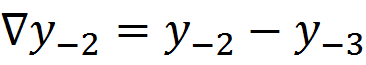 ∇y₋₂ = y₋₂ − y₋₃